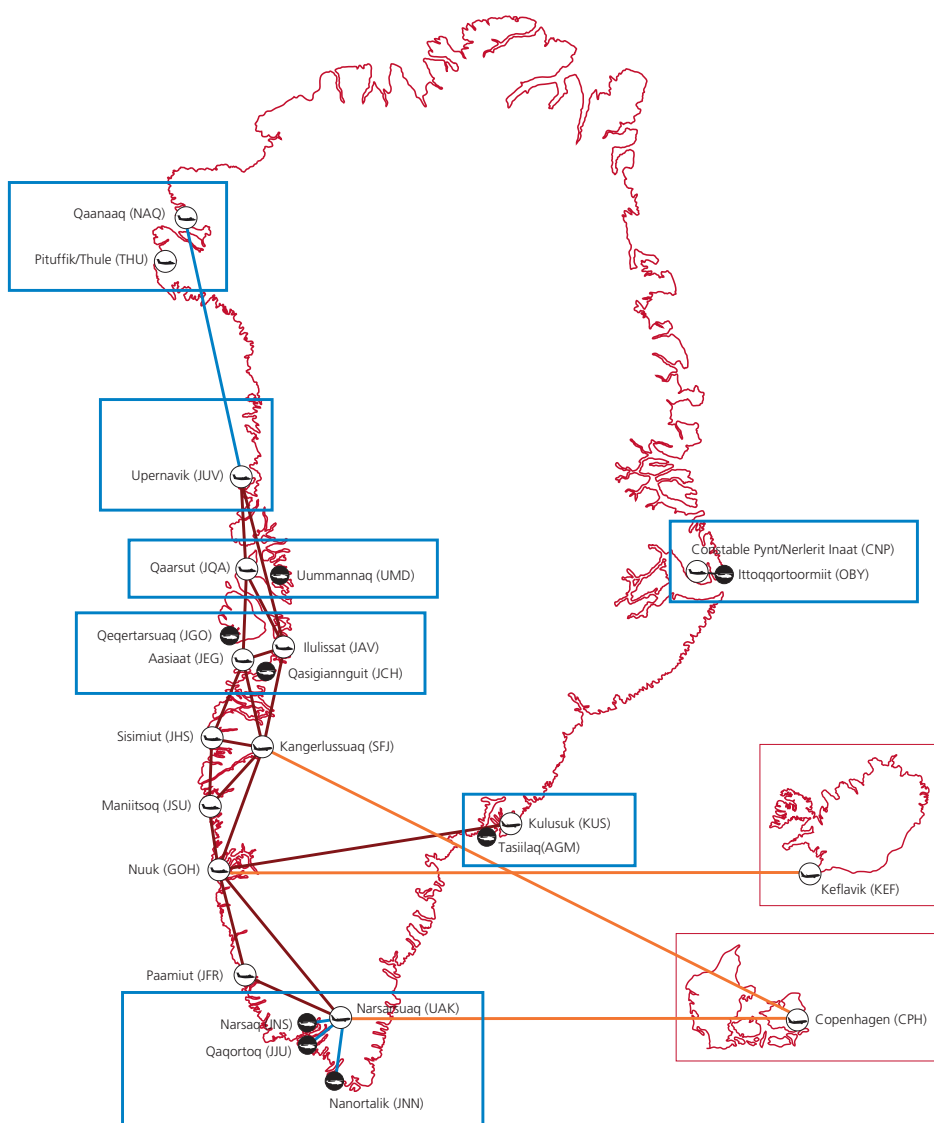 Qaanaaq (NAQ)
Pituffik/Thule (THU)
Upernavik (JUV)
Constable Pynt/Nerlerit Inaat (CNP)
Qaarsut (JQA)
Uummannaq (UMD)
Ittoqqortoormiit (OBY)
Qeqertarsuaq (JGO)
Ilulissat (JAV)
Aasiaat (JEG)
Qasigiannguit (JCH)
Sisimiut (JHS)
Kangerlussuaq (SFJ)
Maniitsoq (JSU)
Kulusuk (KUS)
Tasiilaq(AGM)
Nuuk (GOH)
Keflavik (KEF)
Paamiut (JFR)
Narsarsuaq (UAK)
Narsaq (JNS)
Copenhagen (CPH)
Qaqortoq (JJU)
Nanortalik (JNN)